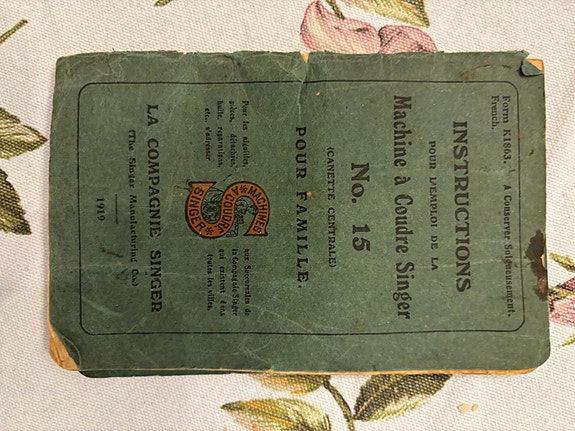 Form K1863. A Conserver Soigneusement.
French.
INSTRUCTIONS
POUR L'EMPLOI DE LA
Machine à Coudre Singer
No. 15
(CANETTE CENTRALE)
POUR FAMILLE.
Pour les aiguilles,
pièces, détachées,
huile, réparations,
etc., s'adresser
MACHINES
A
COUDRE
SINGER
aux Succursales de
la Compagnie Singer
qui existent dans
toutes les villes.
LA COMPAGNIE SINGER
(The Singer Manufacturing Co.)
1919